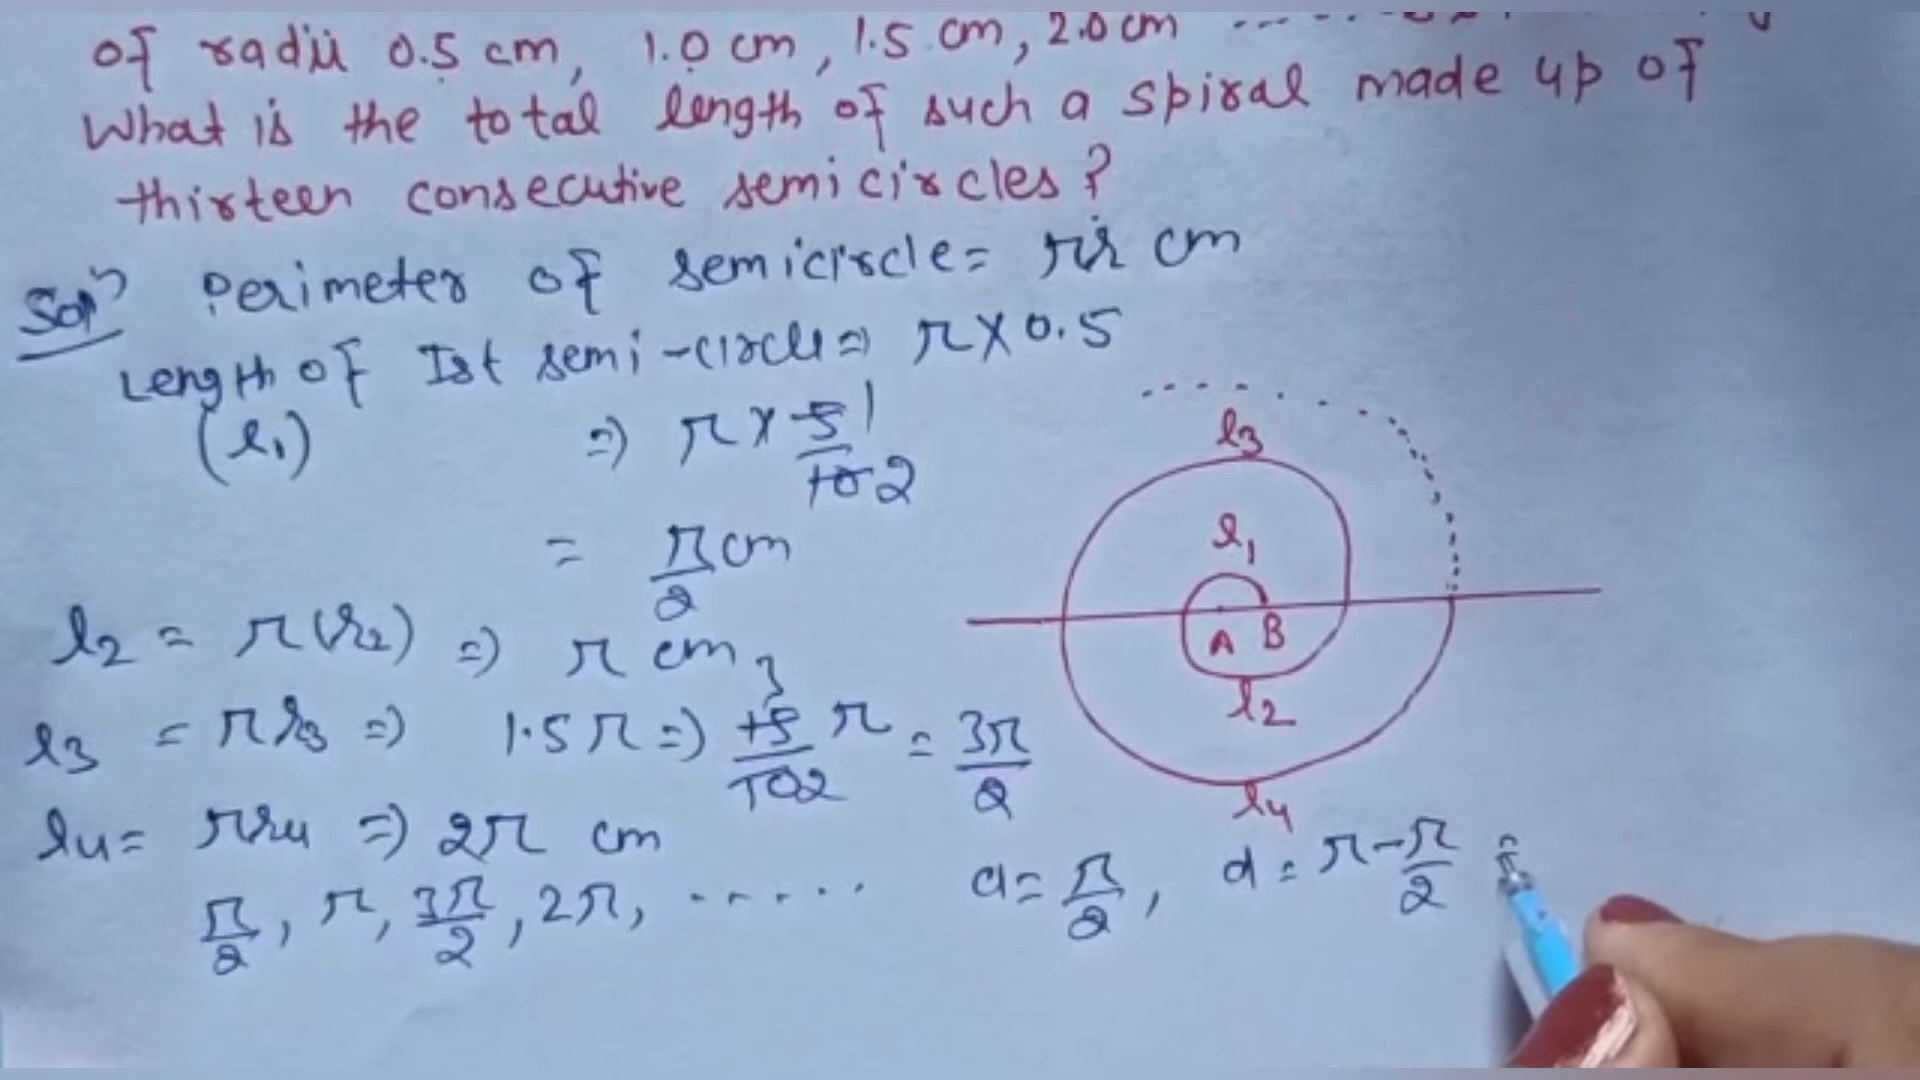 of radii 0.5 cm, 1.0 cm, 1.5 cm, 2.0 cm -----
What is the total length of such a spiral made up of
thirteen consecutive semicircles?
Solⁿ Perimeter of semicircle = πr cm
Length of Ist semi-circle ⇒ π × 0.5
(l₁) ⇒ π × 5/10 1 2
= π/2 cm
l₂ = π(r₂) ⇒ π cm
l₃ = πr₃ ⇒ 1.5π ⇒ 15/10 3 2 π = 3π/2
l₄ = πr₄ ⇒ 2π cm
π/2, π, 3π/2, 2π, ......
a = π/2, d = π - π/2 =
l₃
l₁
A B
l₂
l₄